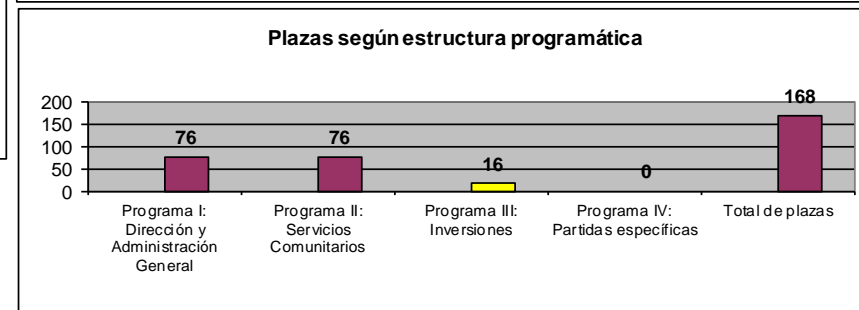 Plazas según estructura programática
200
150
100
50
0
76
76
16
0
168
Programa I:
Dirección y
Administración
General
Programa II:
Servicios
Comunitarios
Programa III:
Inversiones
Programa IV:
Partidas específicas
Total de plazas